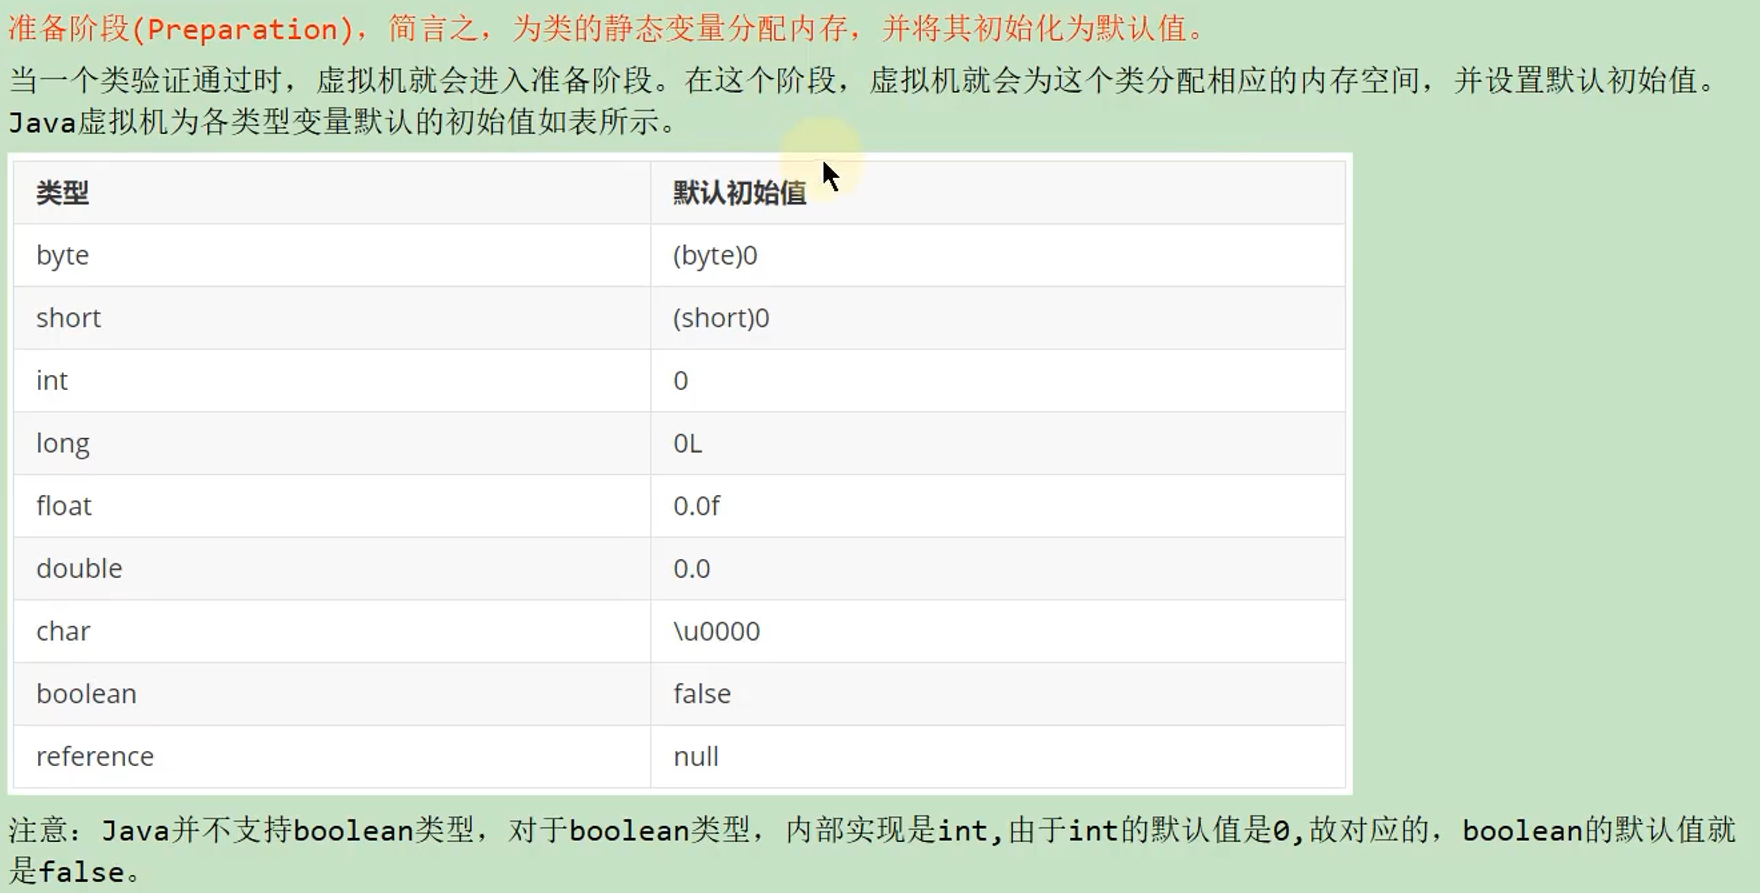 准备阶段(Preparation)，简言之，为类的静态变量分配内存，并将其初始化为默认值。
当一个类验证通过时，虚拟机就会进入准备阶段。在这个阶段，虚拟机就会为这个类分配相应的内存空间，并设置默认初始值。
Java虚拟机为各类型变量默认的初始值如表所示。
类型 默认初始值
byte (byte)0
short (short)0
int 0
long 0L
float 0.0f
double 0.0
char \u0000
boolean false
reference null
注意：Java并不支持boolean类型，对于boolean类型，内部实现是int,由于int的默认值是0,故对应的，boolean的默认值就
是false。